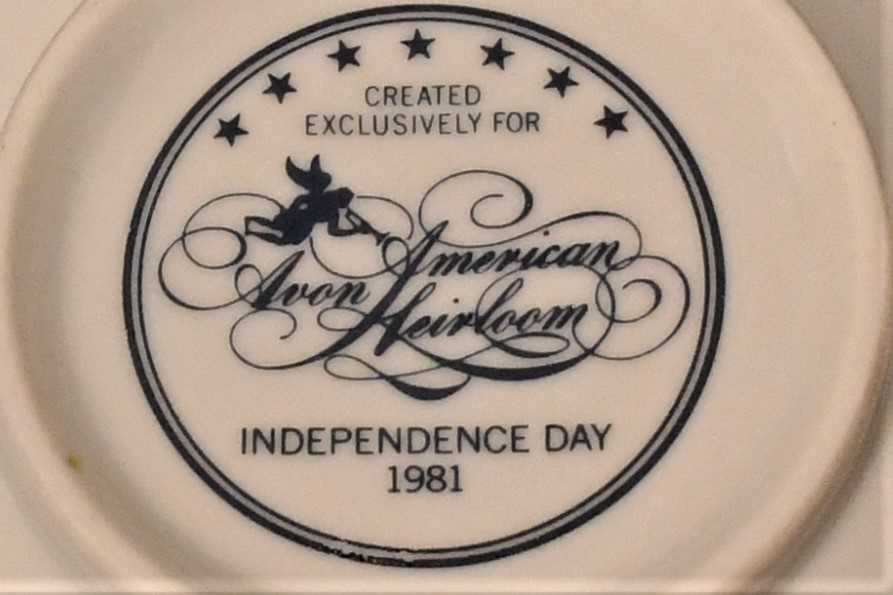 CREATED
EXCLUSIVELY FOR
Avon American
Heirloom
INDEPENDENCE DAY
1981